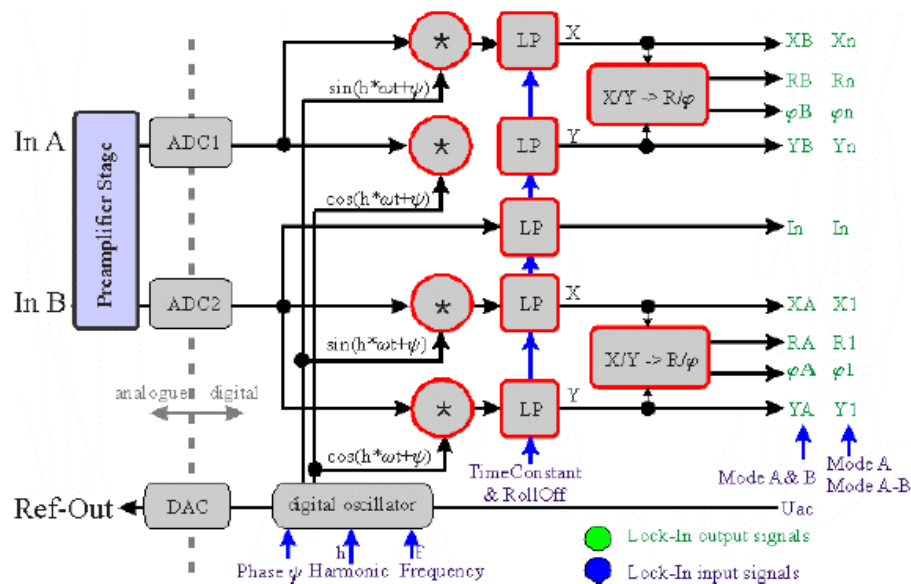 * LP X XB Xn
sin(h*ωt+ψ) X/Y -> R/φ RB Rn
φB φn
In A ADC1 * LP Y YB Yn
cos(h*ωt+ψ)
Preamplifier Stage
LP In In
In B ADC2 * LP X XA X1
sin(h*ωt+ψ) X/Y -> R/φ RA R1
φA φ1
analogue digital * LP Y YA Y1
cos(h*ωt+ψ) TimeConstant
& RollOff Mode A& B Mode A
Mode A-B
Ref-Out DAC digital oscillator Uac
h f
Phase ψ Harmonic Frequency
Lock-In output signals
Lock-In input signals